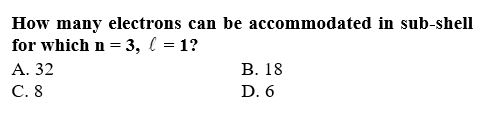 How many electrons can be accommodated in sub-shell
for which n = 3, ℓ = 1?
A. 32 B. 18
C. 8 D. 6